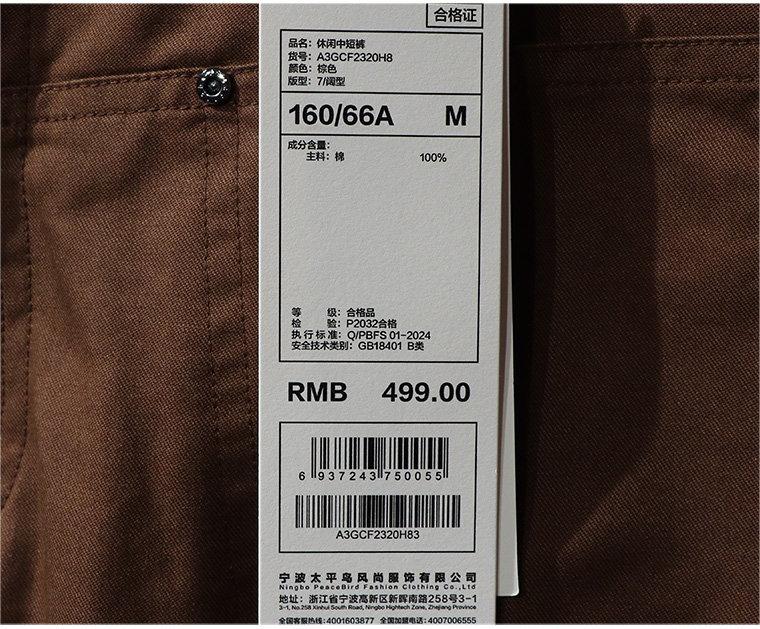 合格证
品名：休闲中短裤
货号：A3GCF2320H8
颜色：棕色
版型：7/阔型
160/66A M
成分含量：
主料：棉 100%
等 级：合格品
检 验：P2032合格
执行标准：Q/PBFS 01-2024
安全技术类别：GB18401 B类
RMB 499.00
6 937243 750055
A3GCF2320H83
宁波太平鸟风尚服饰有限公司
Ningbo PeaceBird Fashion Clothing Co.,Ltd
地址：浙江省宁波高新区新晖南路258号3-1
3-1, No.258 Xinhui South Road, Ningbo Hightech Zone, Zhejiang Province
全国客服热线：4001603877 全国加盟电话：4007006555